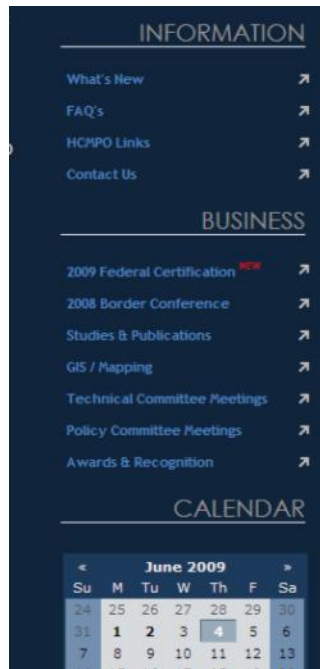 INFORMATION
What's New
FAQ's
HCMPO Links
Contact Us
BUSINESS
2009 Federal Certification NEW
2008 Border Conference
Studies & Publications
GIS / Mapping
Technical Committee Meetings
Policy Committee Meetings
Awards & Recognition
CALENDAR
« June 2009 »
Su M Tu W Th F Sa
24 25 26 27 28 29 30
31 1 2 3 4 5 6
7 8 9 10 11 12 13